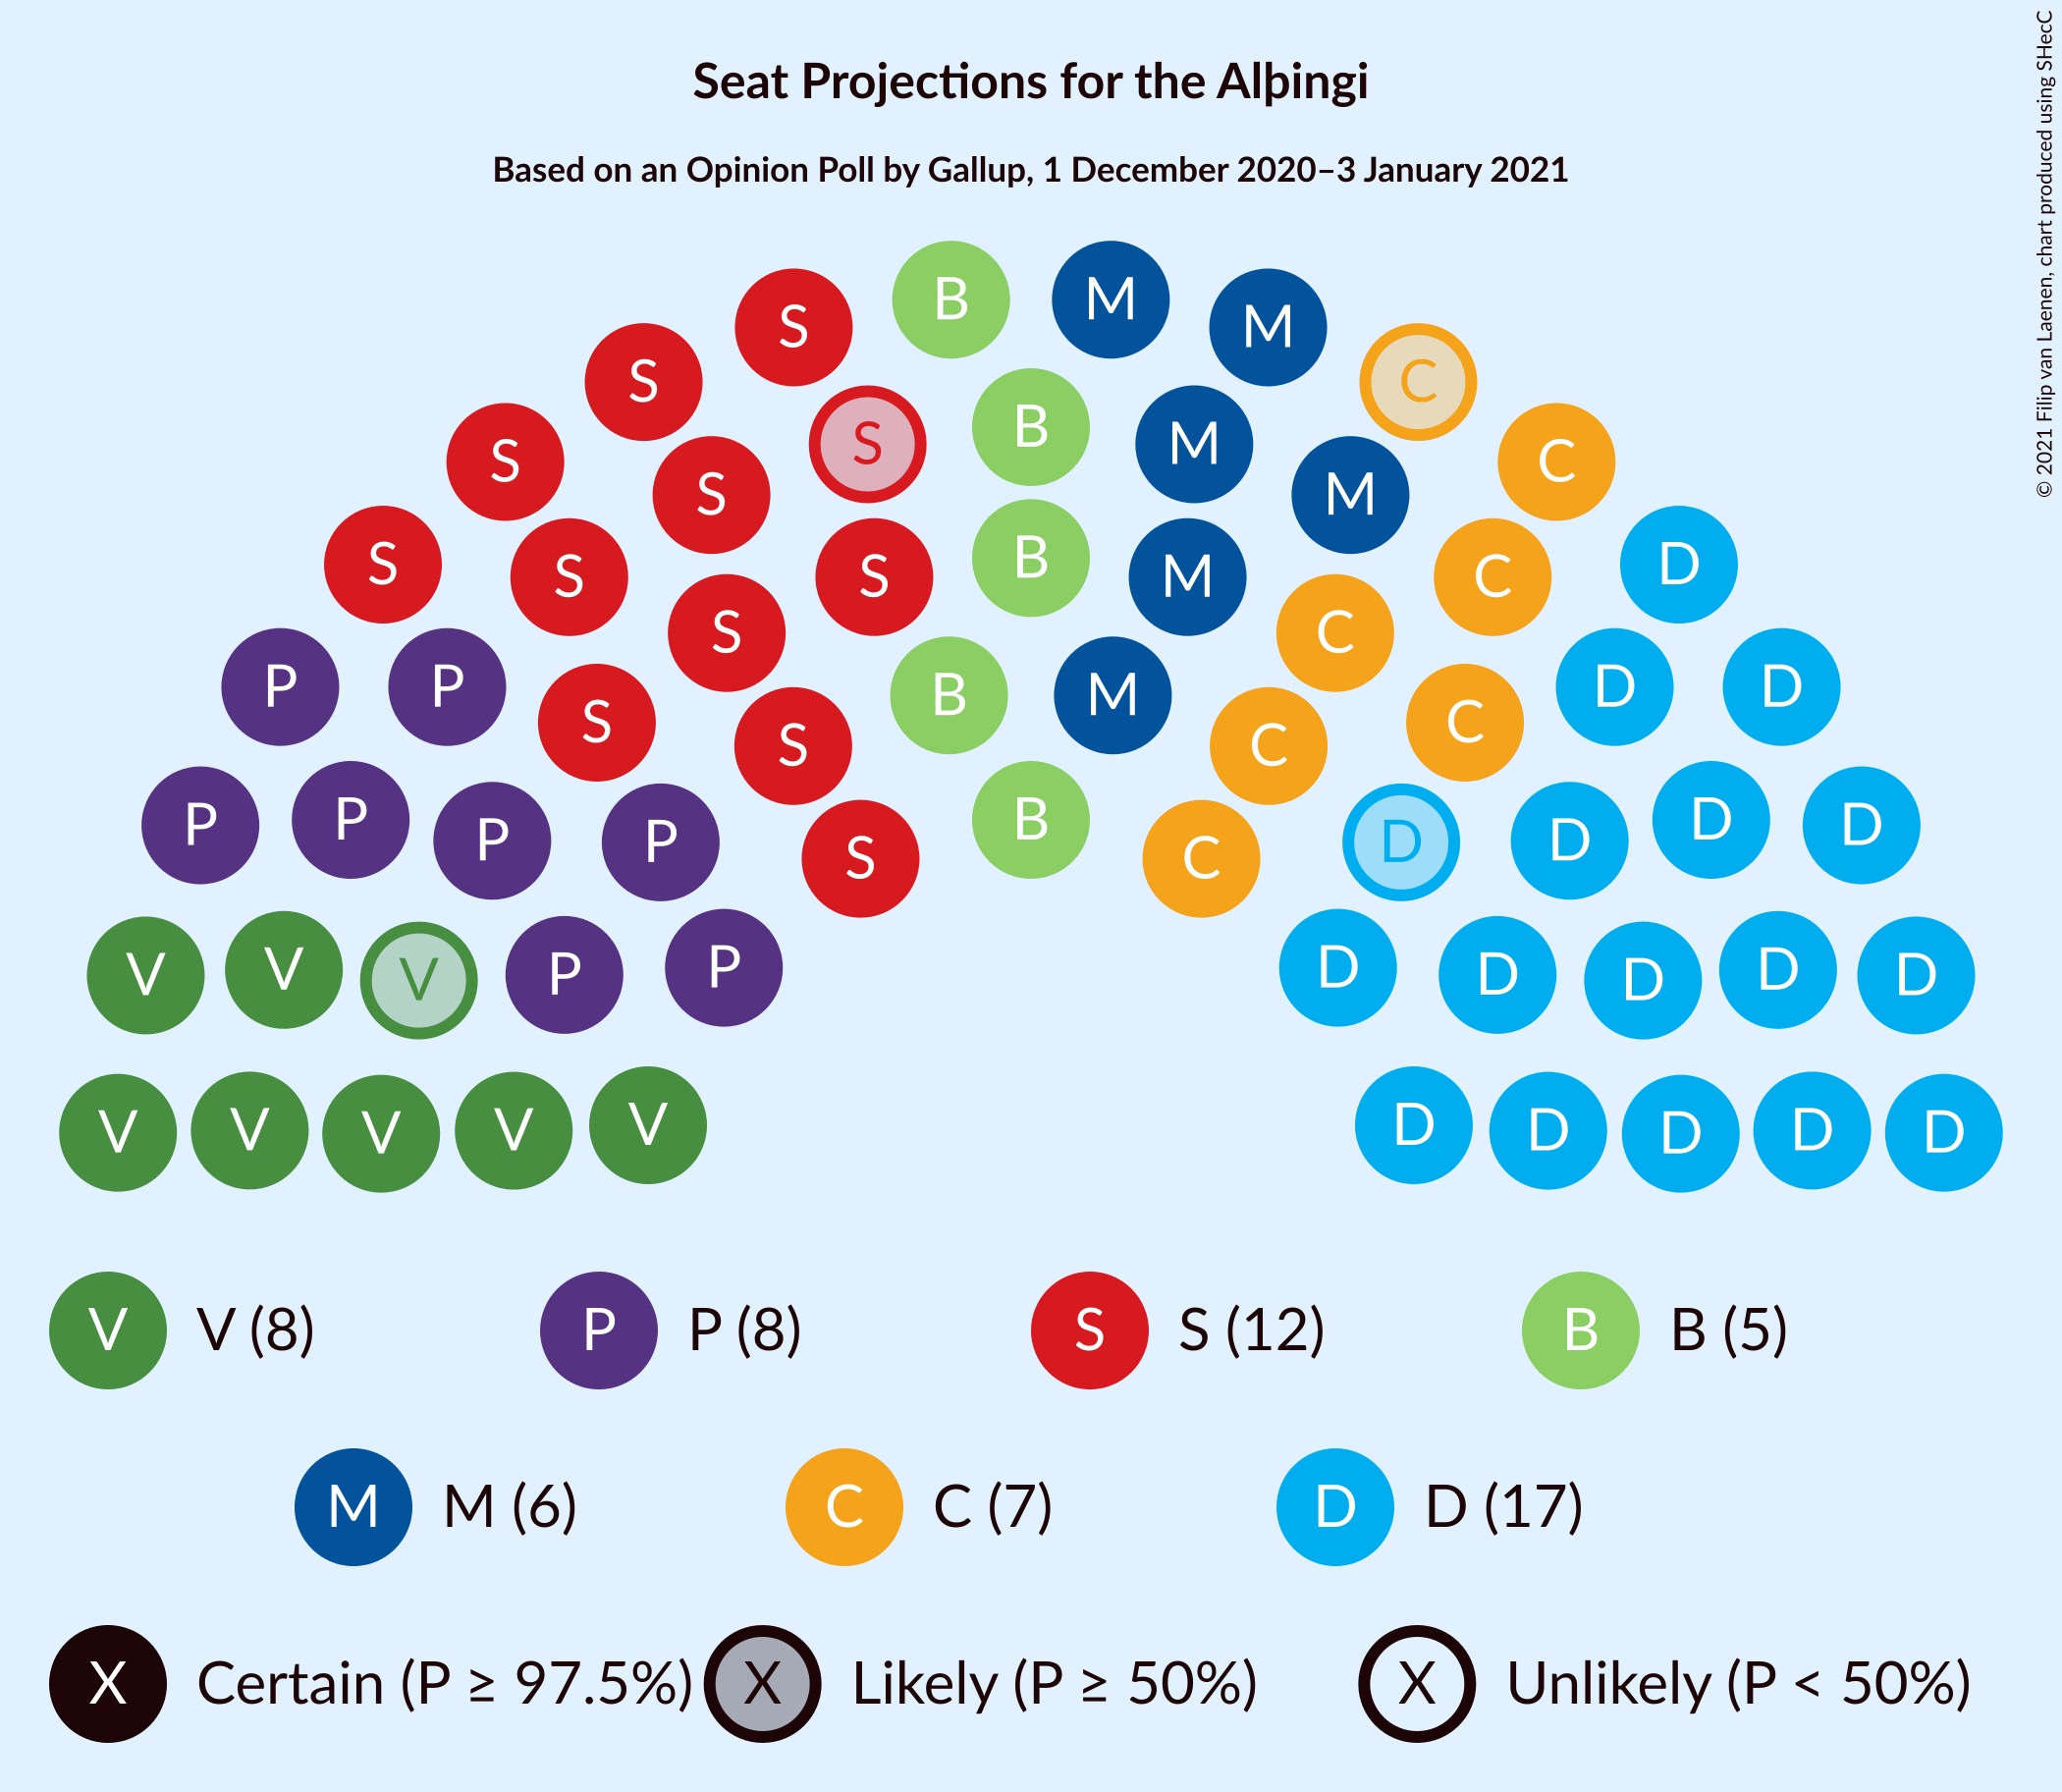 © 2021 Filip van Laenen, chart produced using SHecC
Seat Projections for the Alþingi
Based on an Opinion Poll by Gallup, 1 December 2020–3 January 2021
S B M M
S C
S S B M C
S M
S S S B M C D
S C
P P S B M C D D
S C
P P P P S B C D D D D
V V V P P D D D D D
V V V V V D D D D D
V V (8) P P (8) S S (12) B B (5)
M M (6) C C (7) D D (17)
X Certain (P ≥ 97.5%) X Likely (P ≥ 50%) X Unlikely (P < 50%)